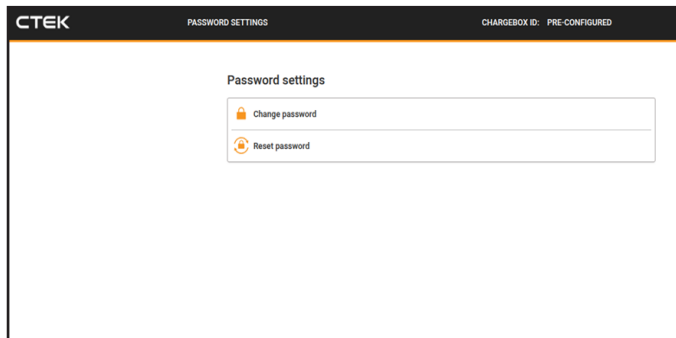 CTEK
PASSWORD SETTINGS
CHARGEBOX ID: PRE-CONFIGURED
Password settings
Change password
Reset password